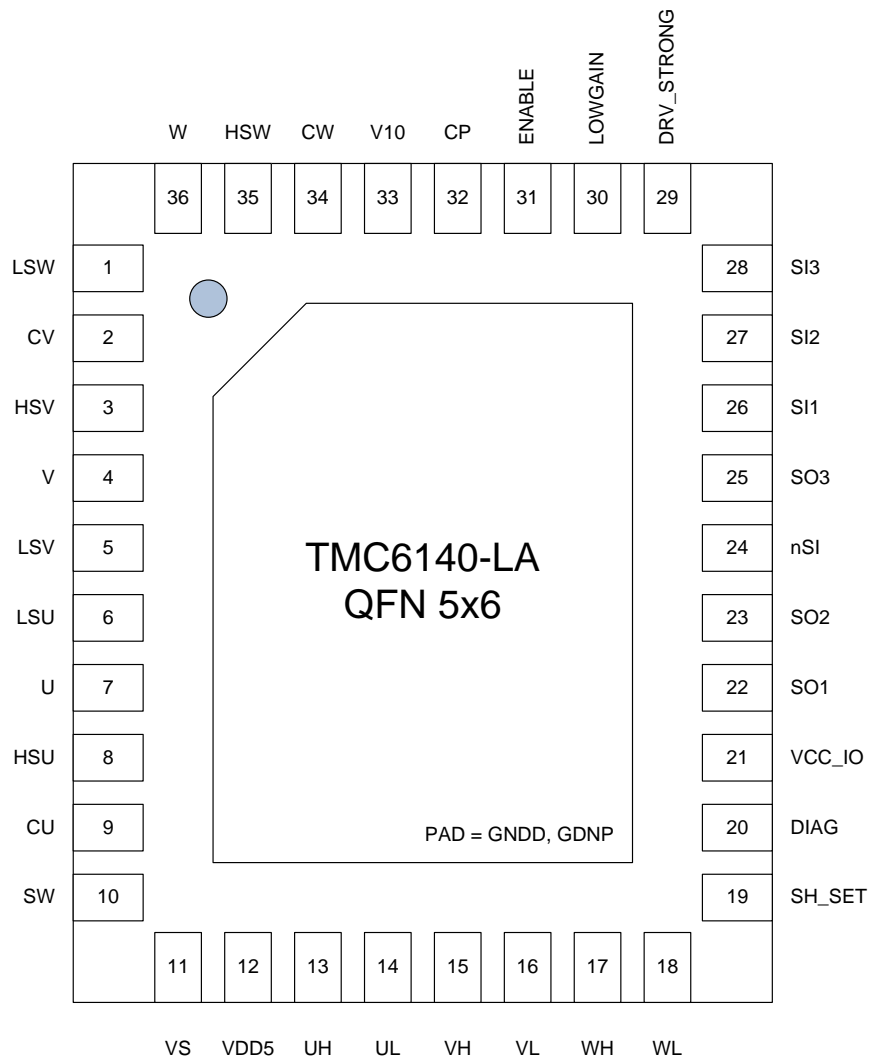 W HSW CW V10 CP ENABLE LOWGAIN DRV_STRONG
36 35 34 33 32 31 30 29
LSW 1 28 SI3
CV 2 27 SI2
HSV 3 26 SI1
V 4 25 SO3
LSV 5 24 nSI
LSU 6 23 SO2
U 7 22 SO1
HSU 8 21 VCC_IO
CU 9 20 DIAG
SW 10 19 SH_SET
TMC6140-LA
QFN 5x6
PAD = GNDD, GDNP
11 12 13 14 15 16 17 18
VS VDD5 UH UL VH VL WH WL